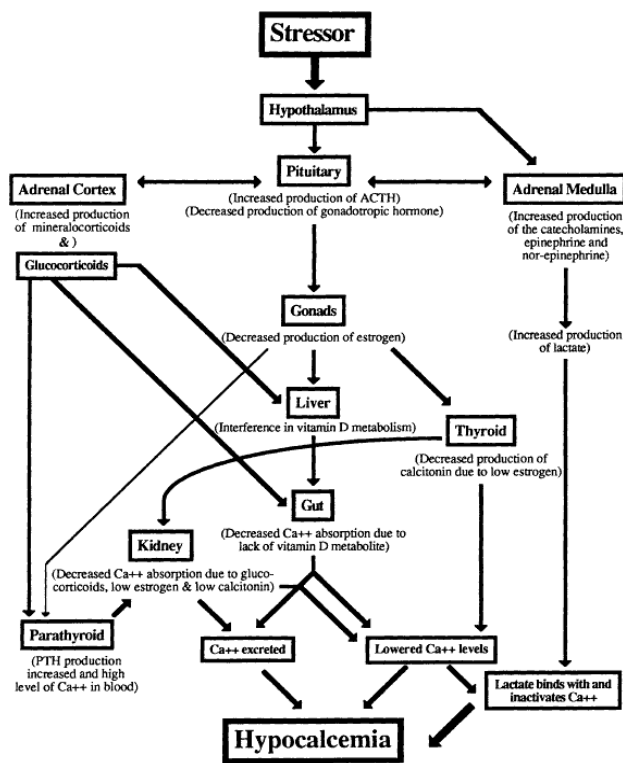 Stressor
Hypothalamus
Pituitary
(Increased production of ACTH)
(Decreased production of gonadotropic hormone)
Adrenal Cortex
(Increased production
of mineralocorticoids
& )
Glucocorticoids
Adrenal Medulla
(Increased production
of the catecholamines,
epinephrine and
nor-epinephrine)
Gonads
(Decreased production of estrogen)
(Increased production
of lactate)
Liver
(Interference in vitamin D metabolism)
Thyroid
(Decreased production of
calcitonin due to low estrogen)
Gut
(Decreased Ca++ absorption due to
lack of vitamin D metabolite)
Kidney
(Decreased Ca++ absorption due to gluco-
corticoids, low estrogen & low calcitonin)
Parathyroid
(PTH production
increased and high
level of Ca++ in blood)
Ca++ excreted
Lowered Ca++ levels
Lactate binds with and
inactivates Ca++
Hypocalcemia